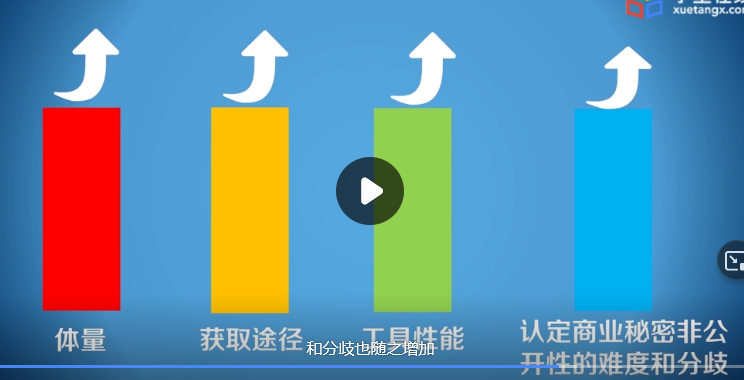 xuetangx.com
体量
获取途径
工具性能
认定商业秘密非公
开性的难度和分歧
和分歧也随之增加